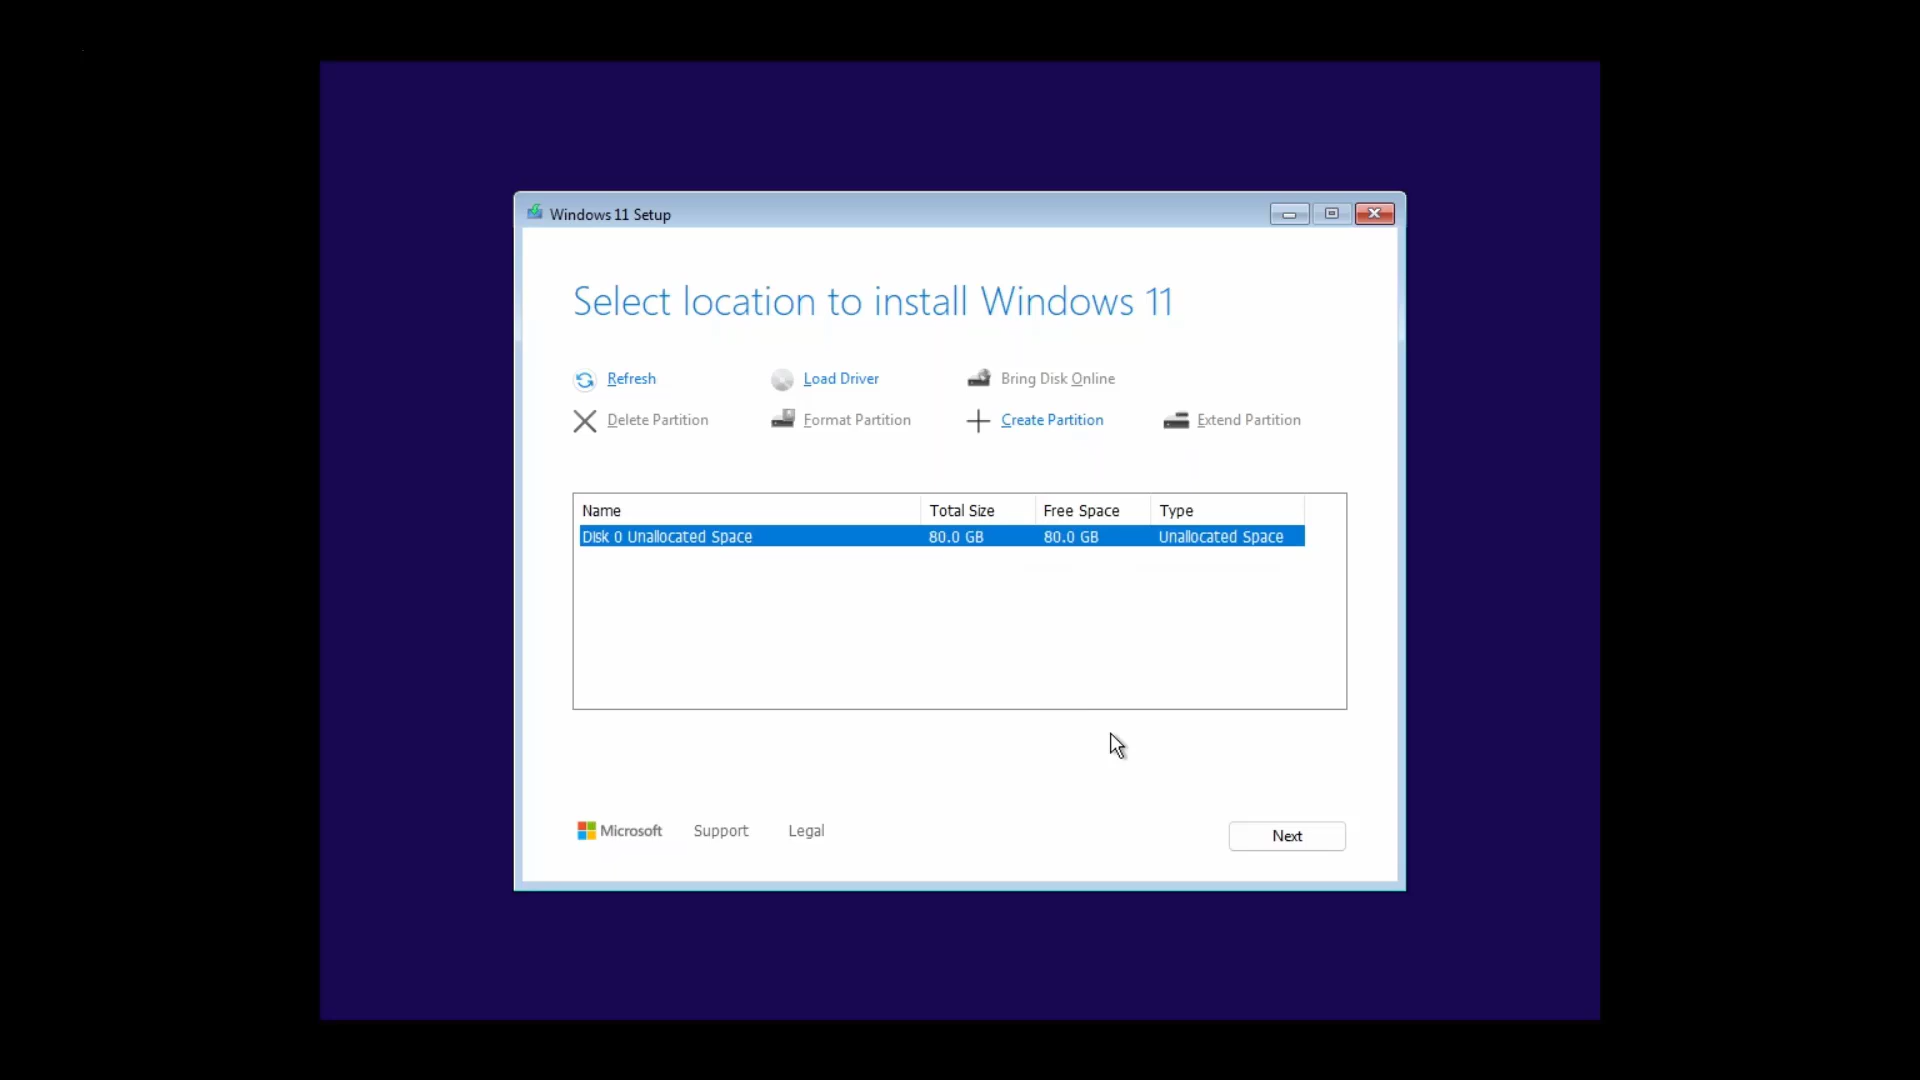 Windows 11 Setup
Select location to install Windows 11
Refresh Load Driver Bring Disk Online
Delete Partition Format Partition Create Partition Extend Partition
Name Total Size Free Space Type
Disk 0 Unallocated Space 80.0 GB 80.0 GB Unallocated Space
Microsoft Support Legal Next